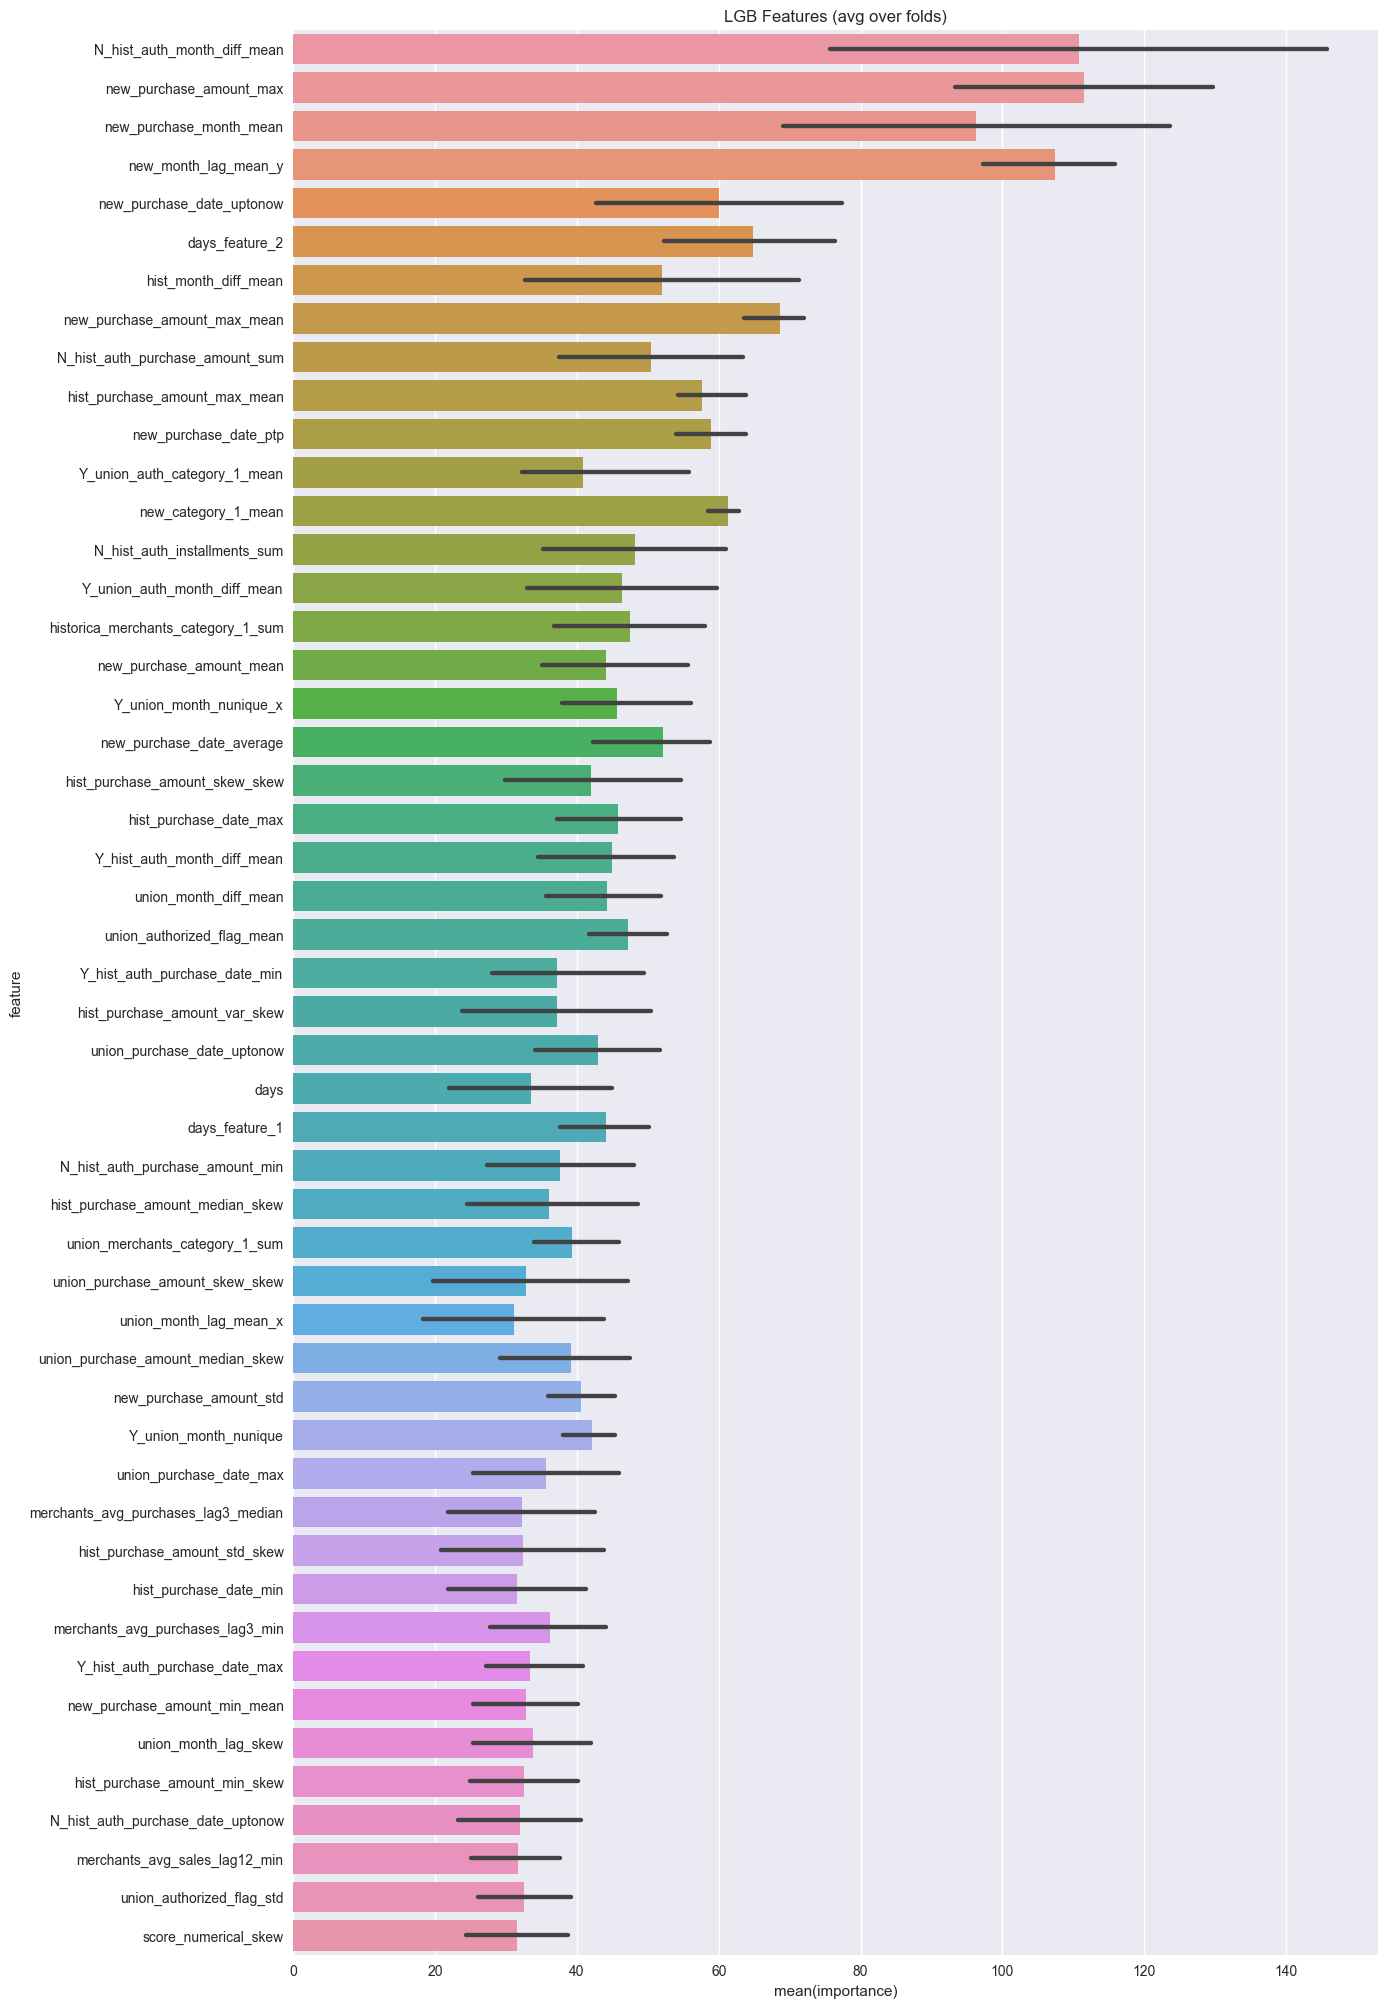 LGB Features (avg over folds)
N_hist_auth_month_diff_mean
new_purchase_amount_max
new_purchase_month_mean
new_month_lag_mean_y
new_purchase_date_uptonow
days_feature_2
hist_month_diff_mean
new_purchase_amount_max_mean
N_hist_auth_purchase_amount_sum
hist_purchase_amount_max_mean
new_purchase_date_ptp
Y_union_auth_category_1_mean
new_category_1_mean
N_hist_auth_installments_sum
Y_union_auth_month_diff_mean
historica_merchants_category_1_sum
new_purchase_amount_mean
Y_union_month_nunique_x
new_purchase_date_average
hist_purchase_amount_skew_skew
hist_purchase_date_max
Y_hist_auth_month_diff_mean
union_month_diff_mean
union_authorized_flag_mean
Y_hist_auth_purchase_date_min
hist_purchase_amount_var_skew
union_purchase_date_uptonow
days
days_feature_1
N_hist_auth_purchase_amount_min
hist_purchase_amount_median_skew
union_merchants_category_1_sum
union_purchase_amount_skew_skew
union_month_lag_mean_x
union_purchase_amount_median_skew
new_purchase_amount_std
Y_union_month_nunique
union_purchase_date_max
merchants_avg_purchases_lag3_median
hist_purchase_amount_std_skew
hist_purchase_date_min
merchants_avg_purchases_lag3_min
Y_hist_auth_purchase_date_max
new_purchase_amount_min_mean
union_month_lag_skew
hist_purchase_amount_min_skew
N_hist_auth_purchase_date_uptonow
merchants_avg_sales_lag12_min
union_authorized_flag_std
score_numerical_skew
feature
0 20 40 60 80 100 120 140
mean(importance)